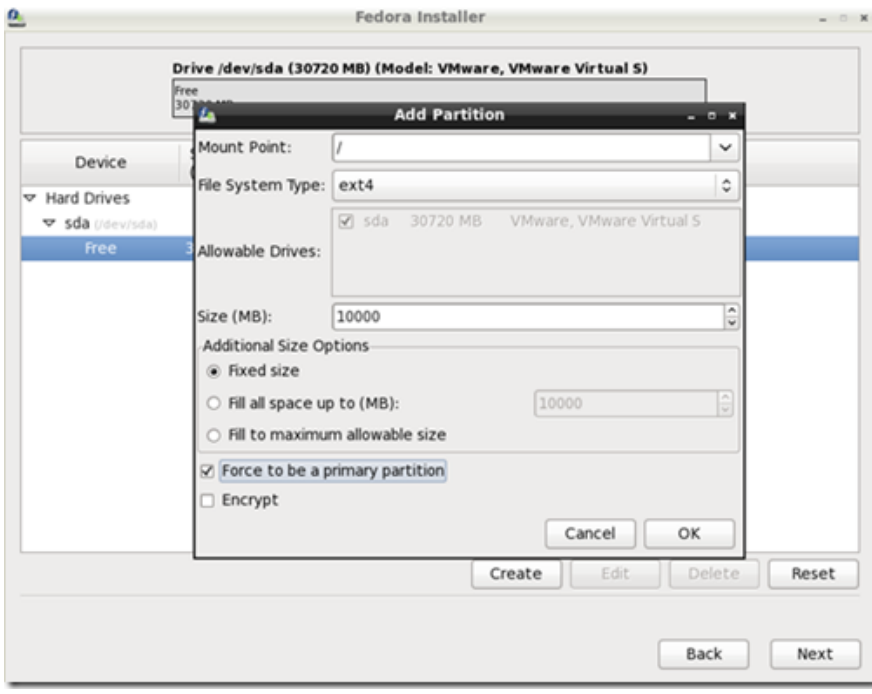 Fedora Installer
Drive /dev/sda (30720 MB) (Model: VMware, VMware Virtual S)
Free
Add Partition
Mount Point: /
Device
File System Type: ext4
Hard Drives
sda (/dev/sda)
Free
Allowable Drives:
sda 30720 MB VMware, VMware Virtual S
Size (MB): 10000
Additional Size Options
Fixed size
Fill all space up to (MB): 10000
Fill to maximum allowable size
Force to be a primary partition
Encrypt
Cancel OK
Create Edit Delete Reset
Back Next